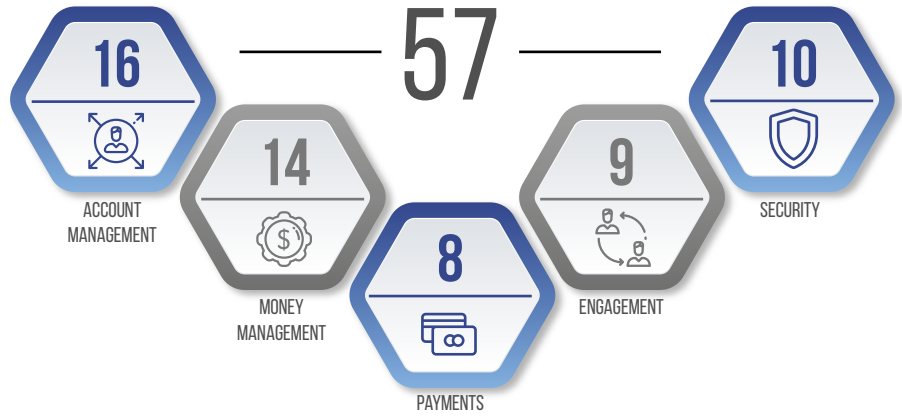 57
16
ACCOUNT
MANAGEMENT
14
$
MONEY
MANAGEMENT
8
PAYMENTS
9
ENGAGEMENT
10
SECURITY